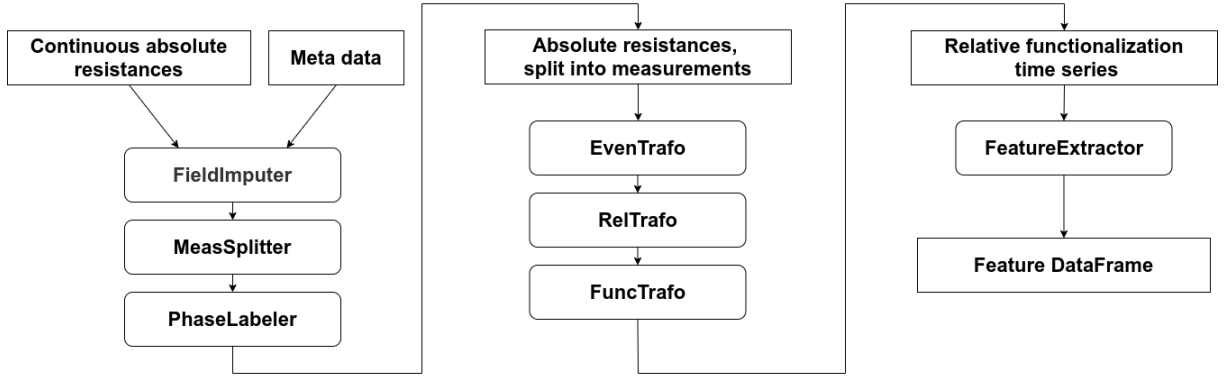 Continuous absolute
resistances
Meta data
FieldImputer
MeasSplitter
PhaseLabeler
Absolute resistances,
split into measurements
EvenTrafo
RelTrafo
FuncTrafo
Relative functionalization
time series
FeatureExtractor
Feature DataFrame